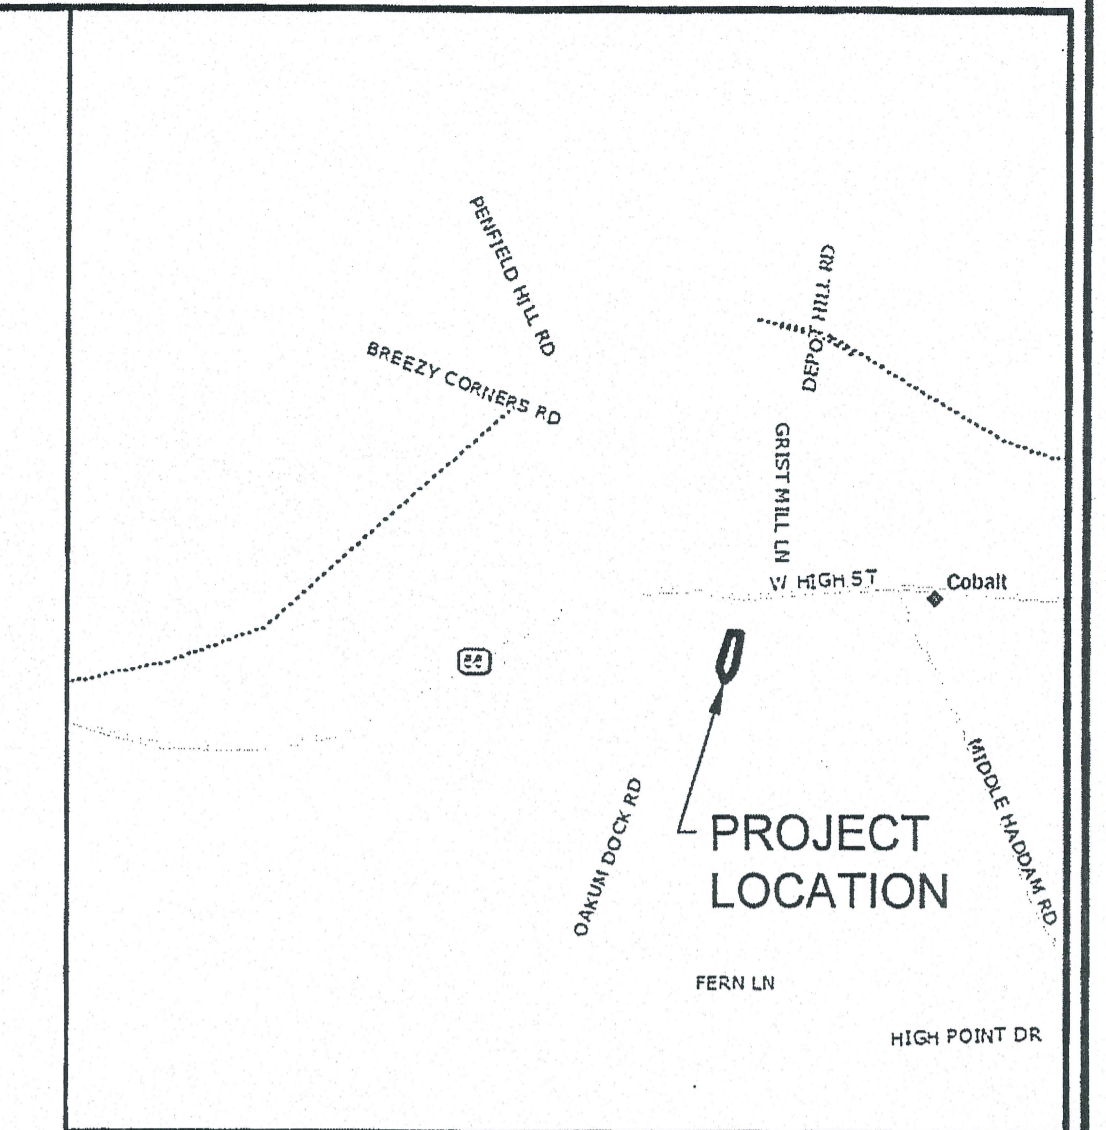 PENFIELD HILL RD
DEPOT HILL RD
BREEZY CORNERS RD
GRIST MILL LN
W HIGH ST
Cobalt
MIDDLE HADDAM RD
OAKUM DOCK RD
PROJECT
LOCATION
FERN LN
HIGH POINT DR